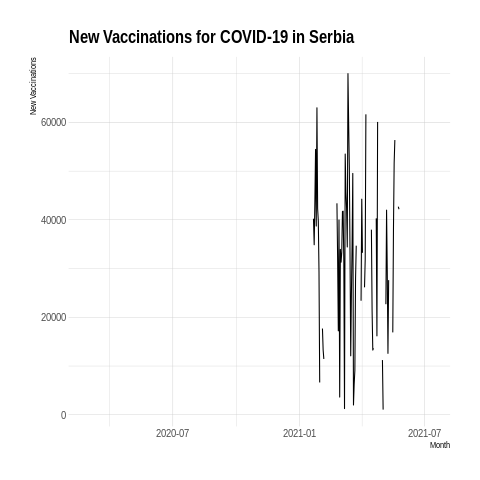 New Vaccinations for COVID-19 in Serbia
New Vaccinations
60000
40000
20000
0
2020-07 2021-01 2021-07
Month